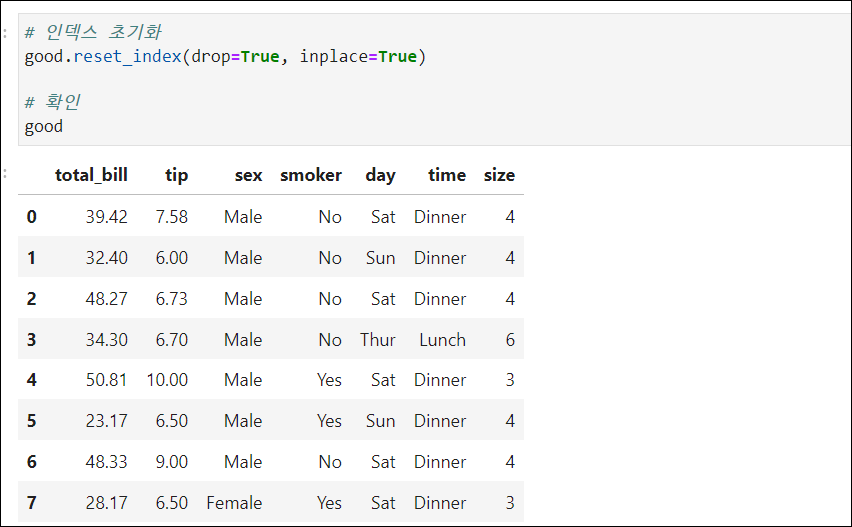 # 인덱스 초기화
good.reset_index(drop=True, inplace=True)
# 확인
good
total_bill tip sex smoker day time size
0 39.42 7.58 Male No Sat Dinner 4
1 32.40 6.00 Male No Sun Dinner 4
2 48.27 6.73 Male No Sat Dinner 4
3 34.30 6.70 Male No Thur Lunch 6
4 50.81 10.00 Male Yes Sat Dinner 3
5 23.17 6.50 Male Yes Sun Dinner 4
6 48.33 9.00 Male No Sat Dinner 4
7 28.17 6.50 Female Yes Sat Dinner 3